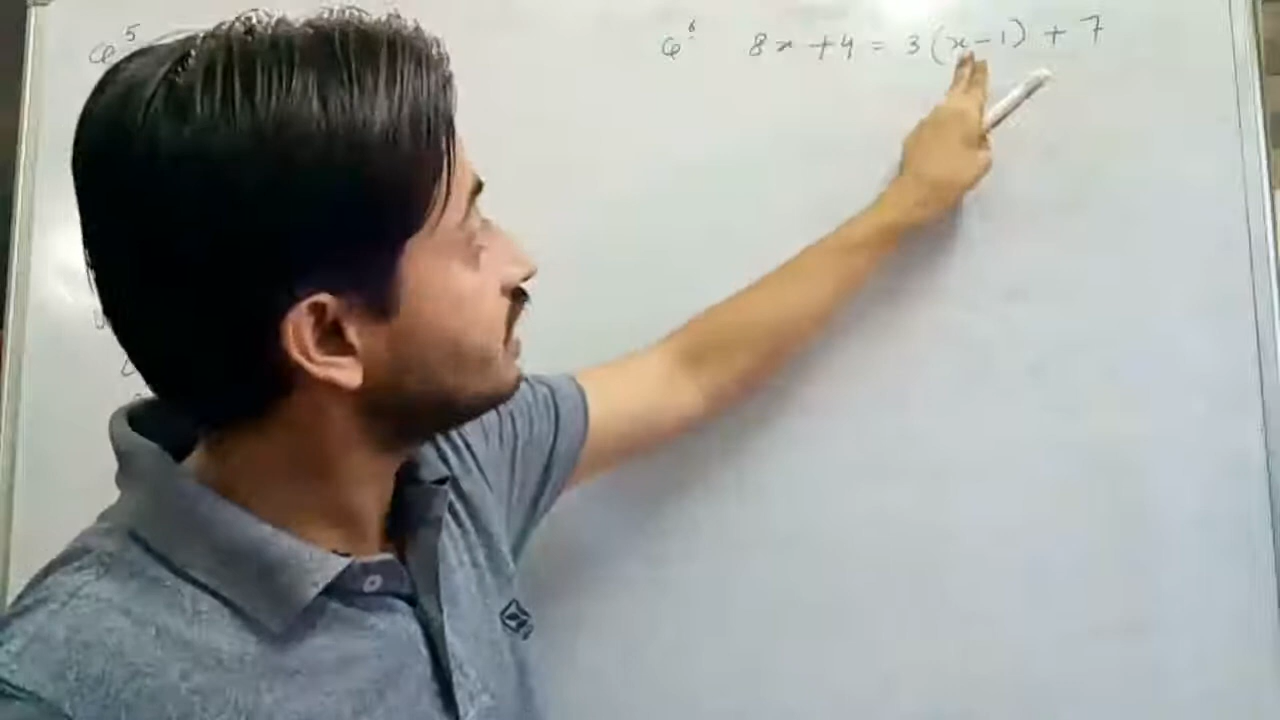 Q 5
Q 6 8x + 4 = 3 (x - 1) + 7